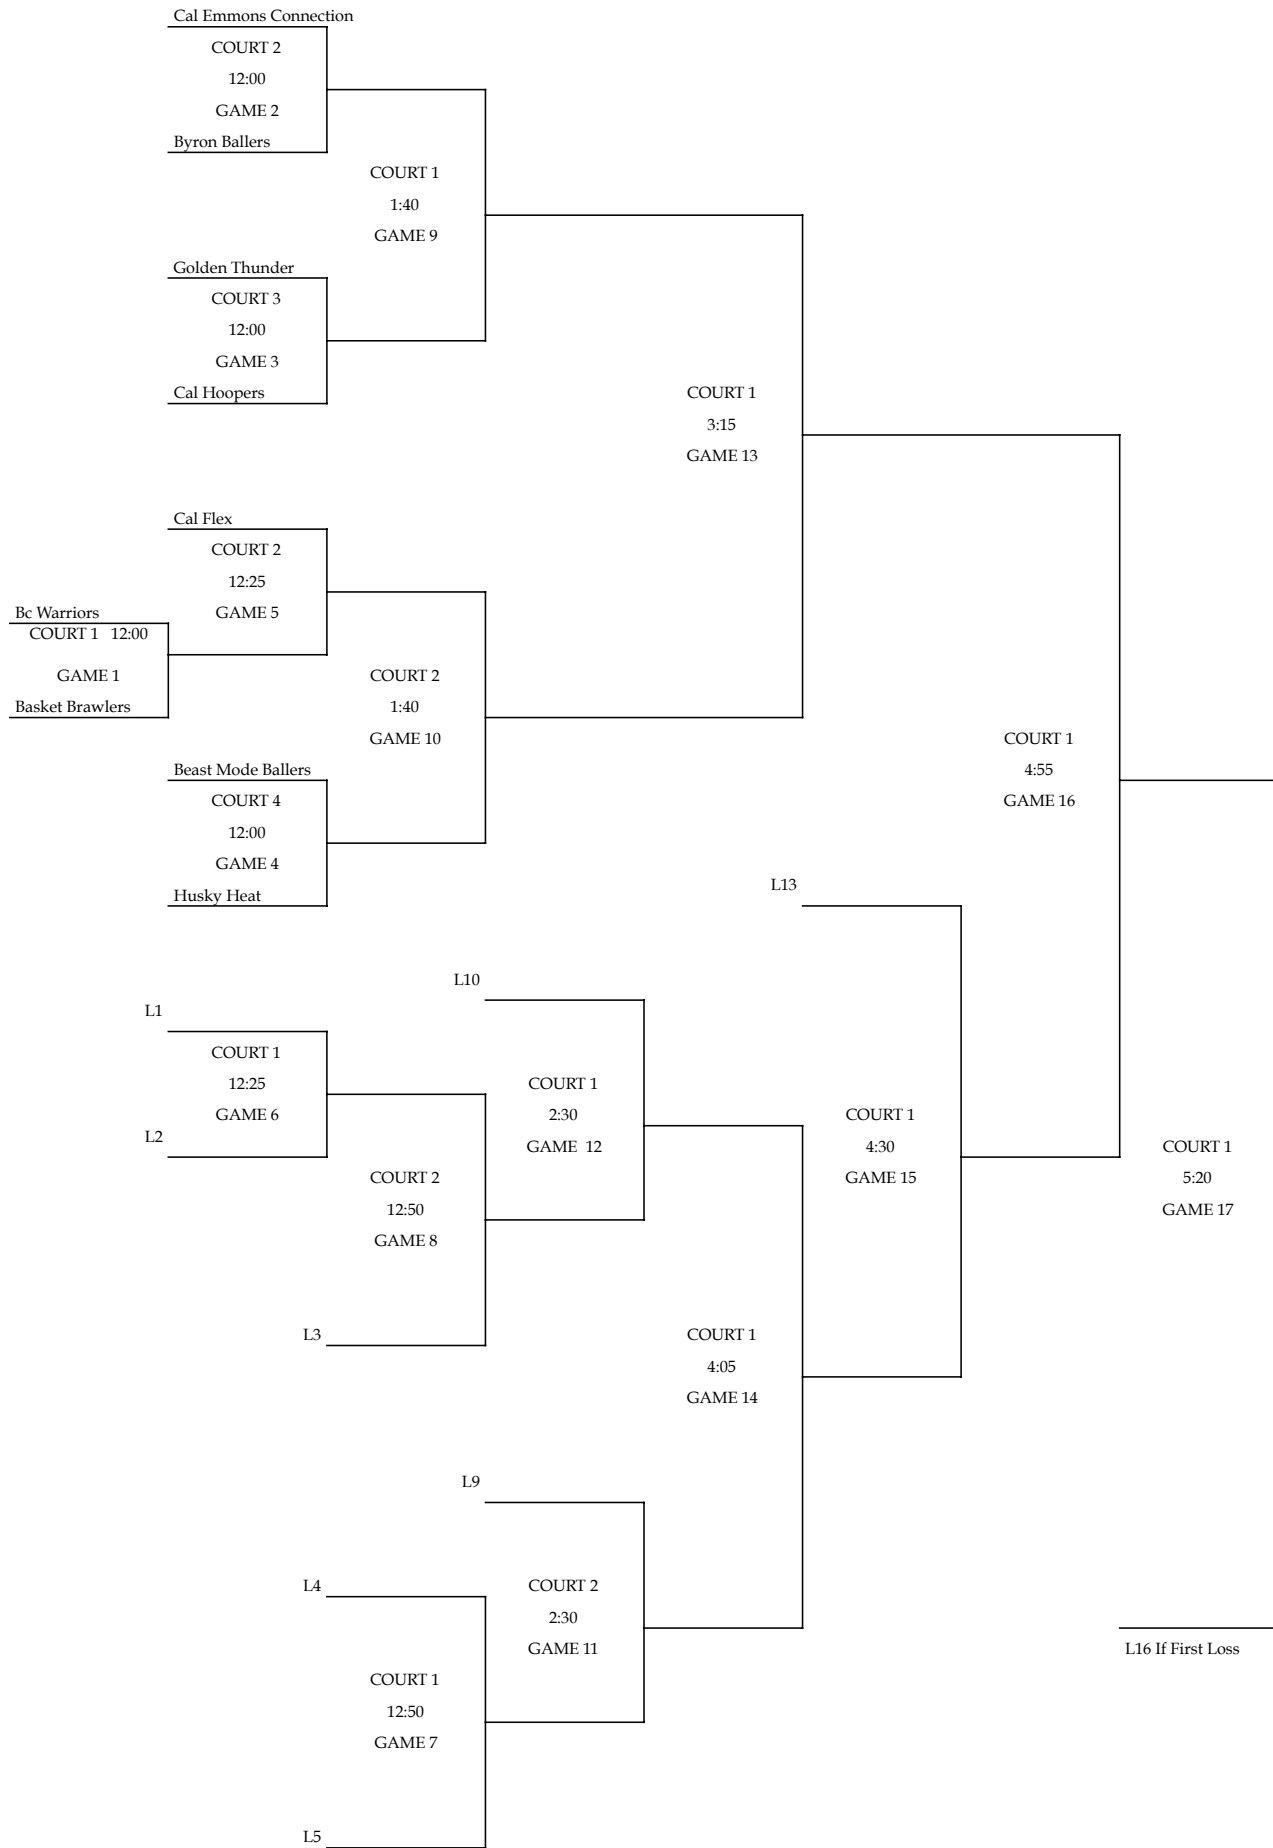 Cal Emmons Connection
COURT 2
12:00
GAME 2
Byron Ballers
COURT 1
1:40
GAME 9
Golden Thunder
COURT 3
12:00
GAME 3
Cal Hoopers
COURT 1
3:15
GAME 13
Cal Flex
COURT 2
12:25
GAME 5
Bc Warriors
COURT 1 12:00
GAME 1
Basket Brawlers
COURT 2
1:40
GAME 10
Beast Mode Ballers
COURT 4
12:00
GAME 4
Husky Heat
COURT 1
4:55
GAME 16
L13
L10
L1
COURT 1
12:25
GAME 6
L2
COURT 1
2:30
GAME 12
COURT 1
4:30
GAME 15
COURT 1
5:20
GAME 17
COURT 2
12:50
GAME 8
L3
COURT 1
4:05
GAME 14
L9
L4
COURT 2
2:30
GAME 11
L16 If First Loss
COURT 1
12:50
GAME 7
L5